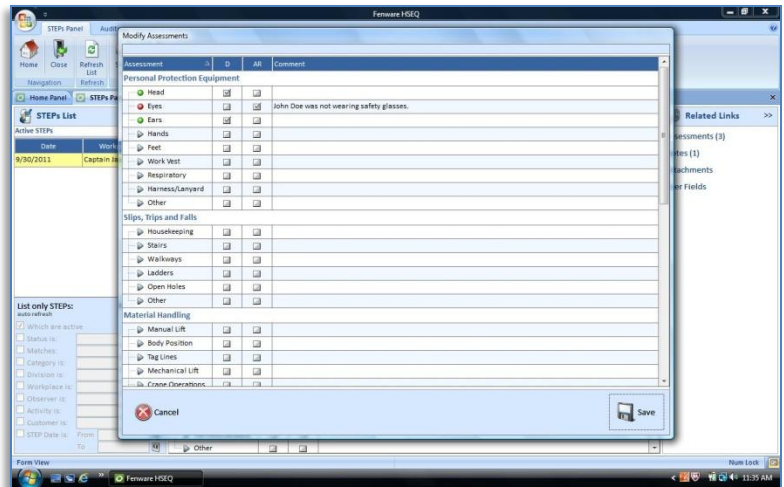 Fenware HSEQ
STEPs Panel
Audit
Home
Close
Refresh
List
Navigation
Refresh
Home Panel
STEPs Pa
STEPs List
Active STEPs
Date
Work
9/30/2011
Captain Ja
List only STEPs:
auto refresh
Which are active
Status is:
Matches:
Category is:
Division is:
Workplace is:
Observer is:
Activity is:
Customer is:
STEP Date is:
From
To
Modify Assessments
Assessment D AR Comment
Personal Protection Equipment
Head
Eyes John Doe was not wearing safety glasses.
Ears
Hands
Feet
Work Vest
Respiratory
Harness/Lanyard
Other
Slips, Trips and Falls
Housekeeping
Stairs
Walkways
Ladders
Open Holes
Other
Material Handling
Manual Lift
Body Position
Tag Lines
Mechanical Lift
Crane Operations
Cancel
Save
Other
Related Links >>
sessments (3)
tes (1)
tachments
er Fields
Form View
Num Lock
Fenware HSEQ
11:35 AM